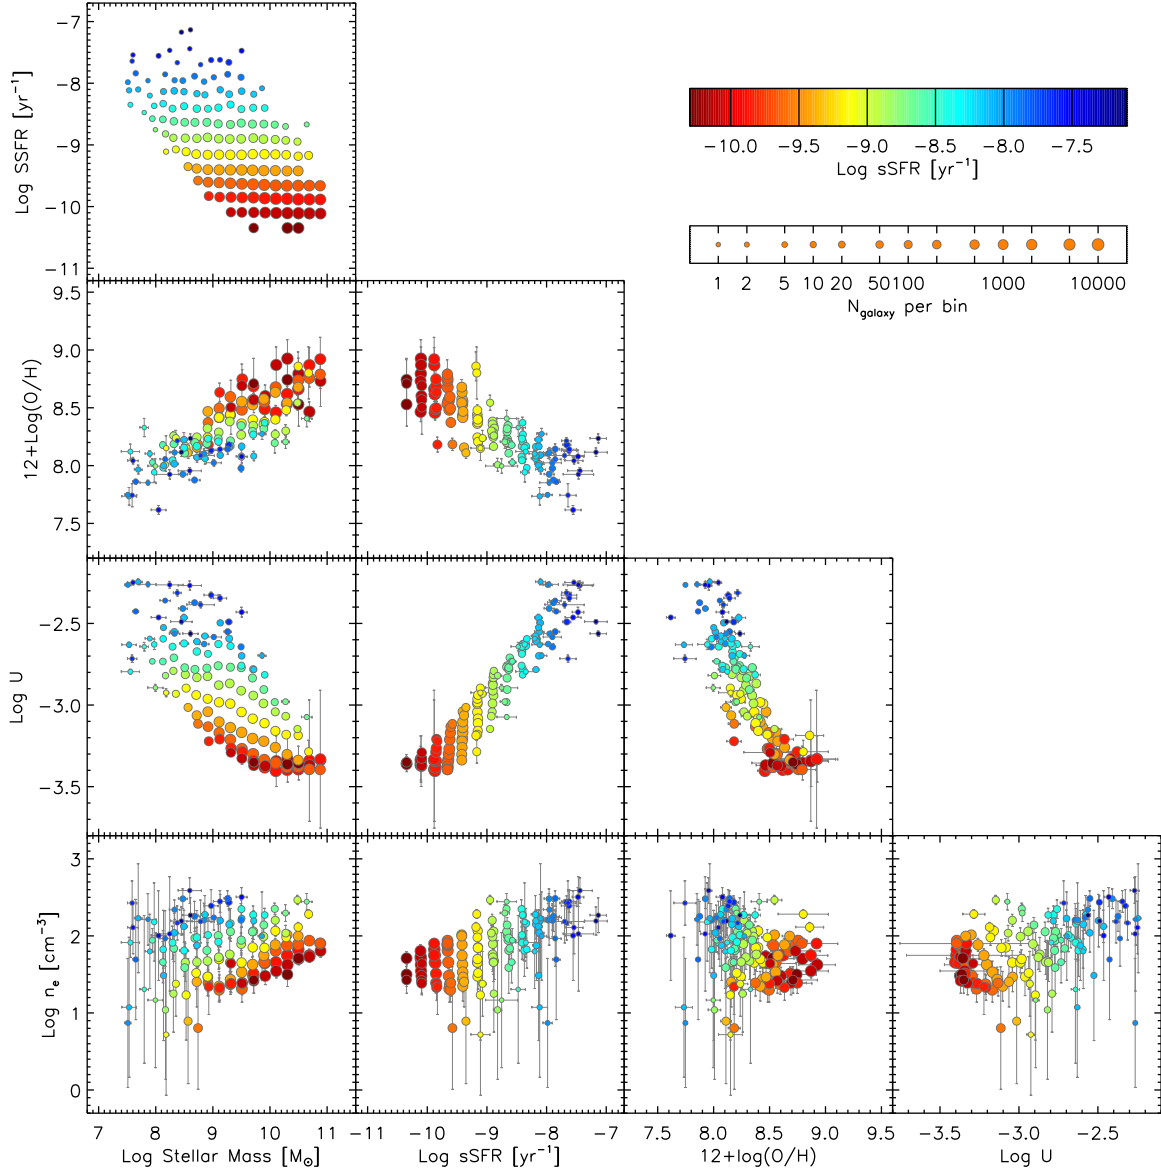 −7
−8
−9
−10
−11
Log SSFR [yr⁻¹]
−10.0 −9.5 −9.0 −8.5 −8.0 −7.5
Log sSFR [yr⁻¹]
1 2 5 10 20 50 100 1000 10000
N_galaxy per bin
9.5
9.0
8.5
8.0
7.5
12+Log(O/H)
−2.5
−3.0
−3.5
Log U
3
2
1
0
Log n_e [cm⁻³]
7 8 9 10 11
−11 −10 −9 −8 −7
7.5 8.0 8.5 9.0 9.5
−3.5 −3.0 −2.5
Log Stellar Mass [M_⊙]
Log sSFR [yr⁻¹]
12+log(O/H)
Log U